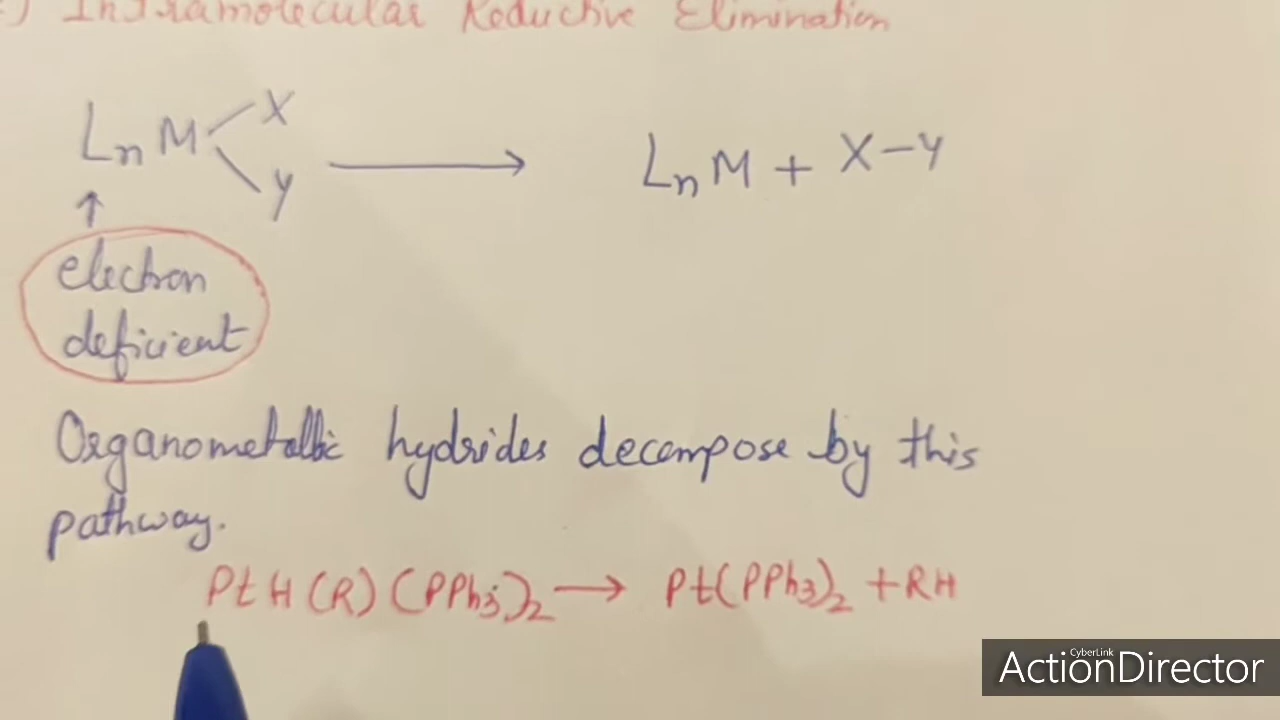 ) Intramolecular Reductive Elimination
LnM X Y → LnM + X-Y
↑
electron
deficient
Organometallic hydrides decompose by this
pathway.
PtH(R)(PPh3)2 → Pt(PPh3)2 + RH
CyberLink
ActionDirector